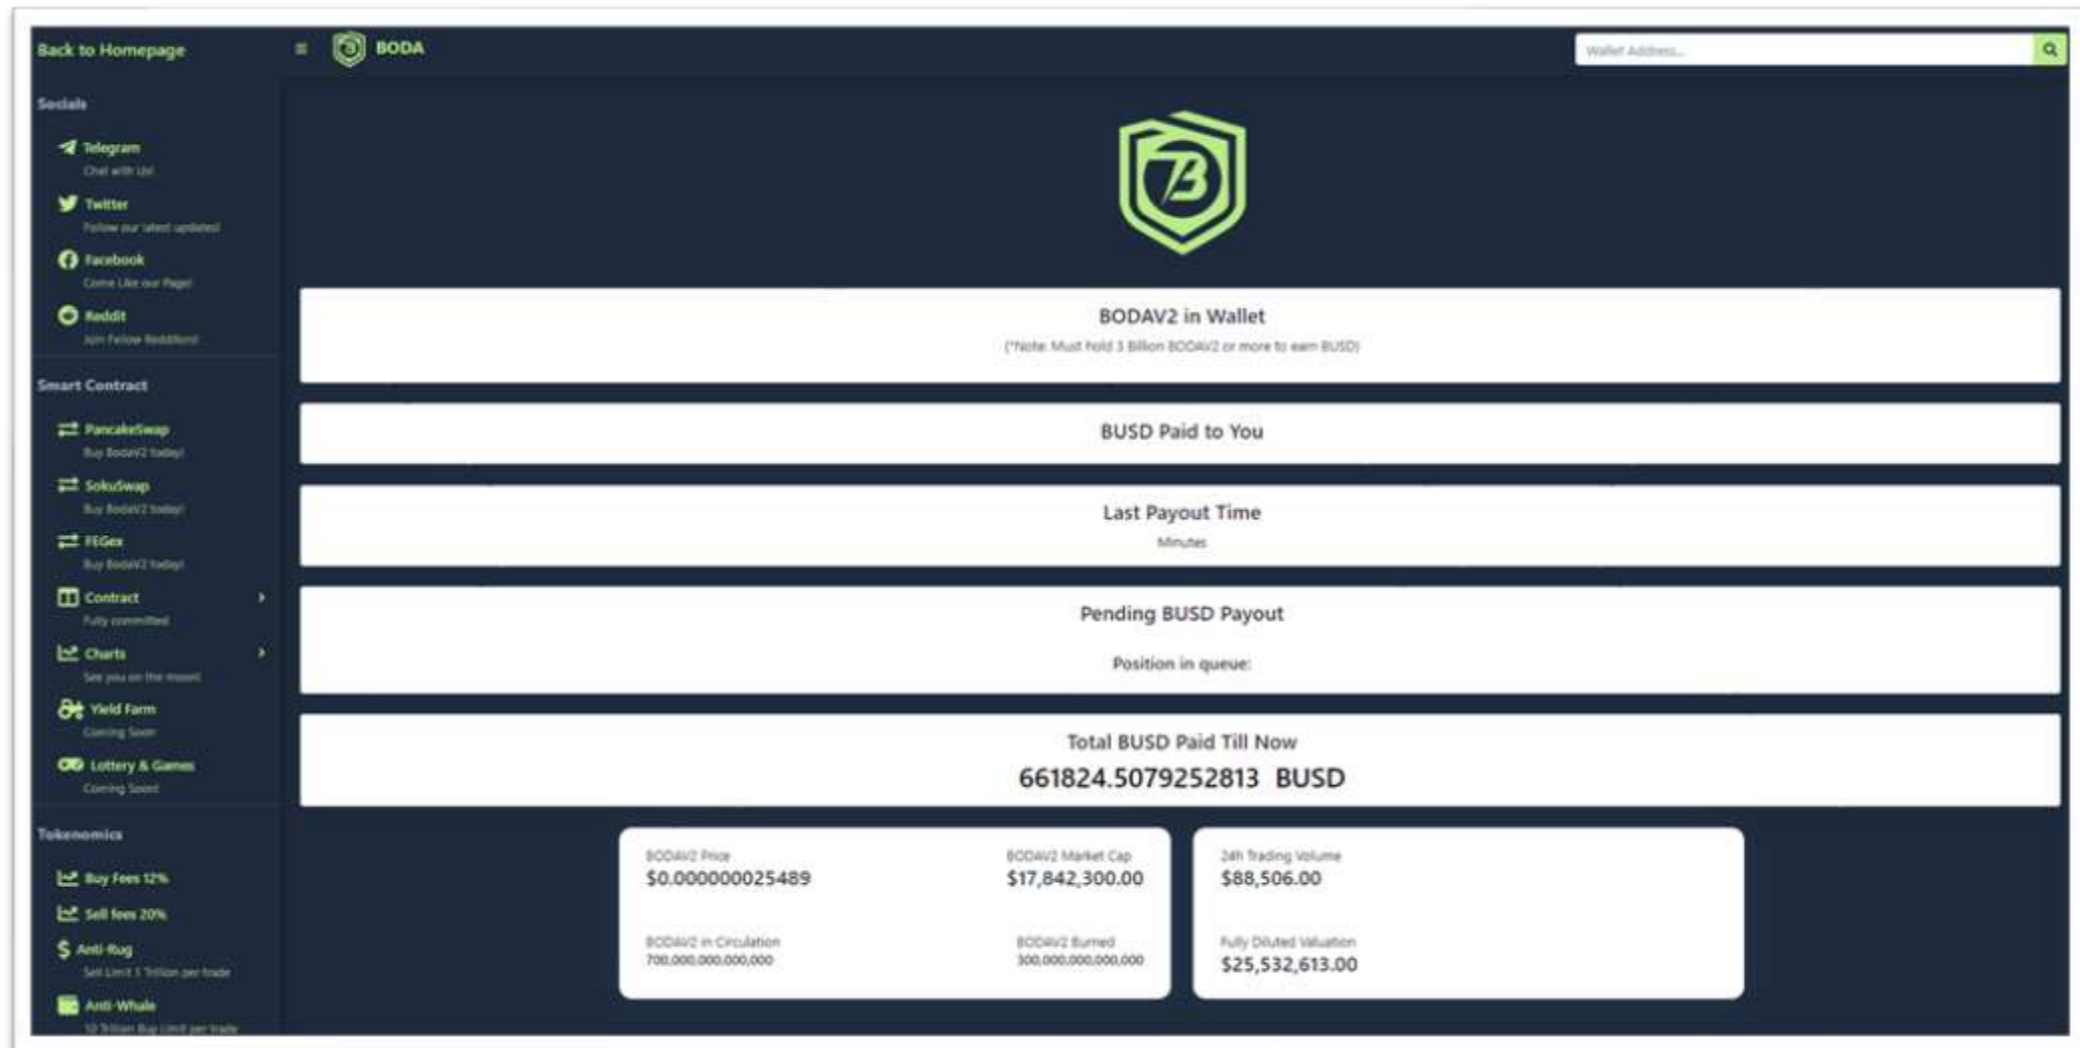 Back to Homepage
BODA
Wallet Address...
Socials
Telegram
Chat with Us!
Twitter
Follow our latest updates!
Facebook
Come Like our Page!
Reddit
Join Fellow Redditors!
Smart Contract
PancakeSwap
Buy BodaV2 today!
SokuSwap
Buy BodaV2 today!
FEGex
Buy BodaV2 today!
Contract
Fully committed
Charts
See you on the moon!
Yield Farm
Coming Soon
Lottery & Games
Coming Soon!
Tokenomics
Buy Fees 12%
Sell fees 20%
Anti-Rug
Sell Limit 1 Trillion per trade
Anti-Whale
10 Trillion Buy Limit per trade
BODAV2 in Wallet
(*Note: Must hold 3 Billion BODAV2 or more to earn BUSD)
BUSD Paid to You
Last Payout Time
Minutes
Pending BUSD Payout
Position in queue:
Total BUSD Paid Till Now
661824.5079252813 BUSD
BODAV2 Price
$0.000000025489
BODAV2 Market Cap
$17,842,300.00
BODAV2 in Circulation
700,000,000,000,000
BODAV2 Burned
300,000,000,000,000
24h Trading Volume
$88,506.00
Fully Diluted Valuation
$25,532,613.00